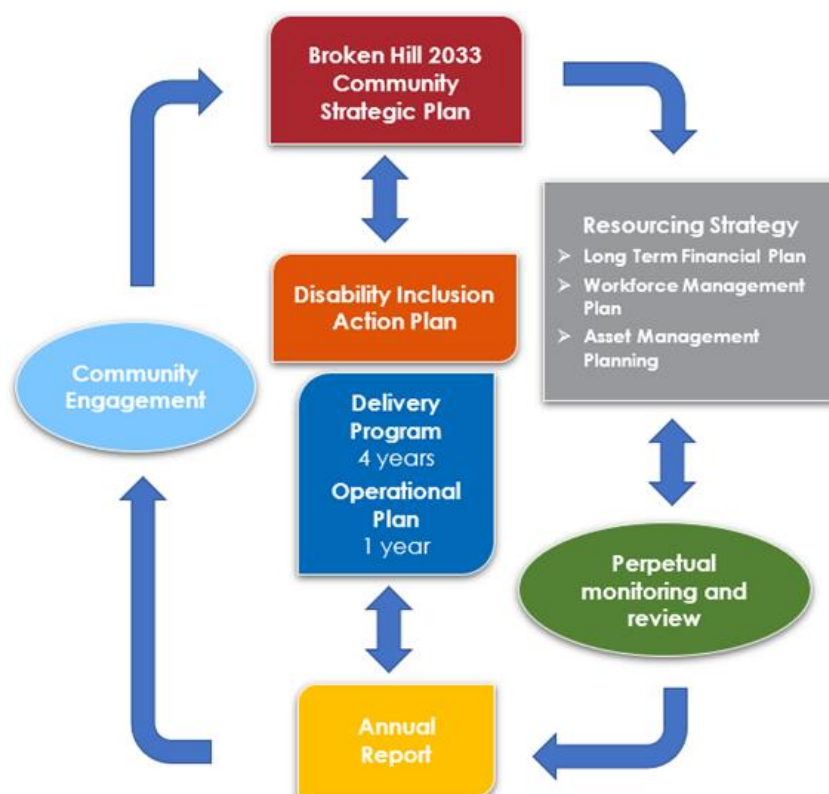 Broken Hill 2033
Community
Strategic Plan
Resourcing Strategy
➢ Long Term Financial Plan
➢ Workforce Management
Plan
➢ Asset Management
Planning
Disability Inclusion
Action Plan
Community
Engagement
Delivery
Program
4 years
Operational
Plan
1 year
Perpetual
monitoring and
review
Annual
Report